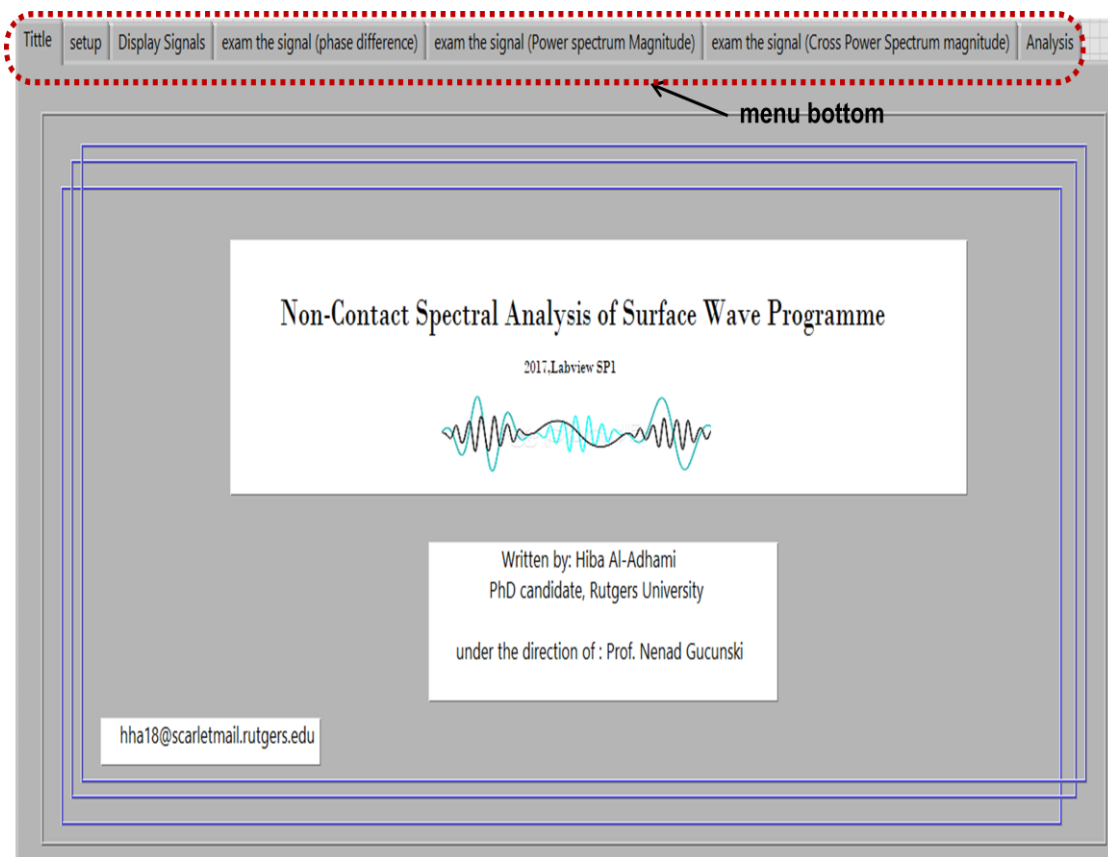 Tittle setup Display Signals exam the signal (phase difference) exam the signal (Power spectrum Magnitude) exam the signal (Cross Power Spectrum magnitude) Analysis
menu bottom
Non-Contact Spectral Analysis of Surface Wave Programme
2017,Labview SP1
Written by: Hiba Al-Adhami
PhD candidate, Rutgers University
under the direction of : Prof. Nenad Gucunski
hha18@scarletmail.rutgers.edu